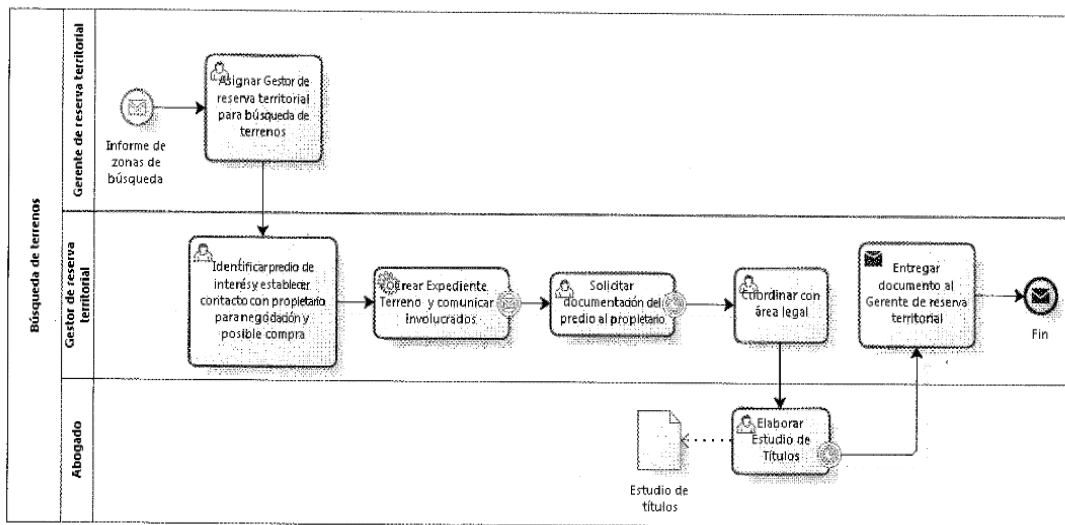 Búsqueda de terrenos
Gerente de reserva territorial
Informe de
zonas de
búsqueda
Asignar Gestor de
reserva territorial
para búsqueda de
terrenos
Gestor de reserva
territorial
Identificar predio de
interés y establecer
contacto con propietario
para negociación y
posible compra
Crear Expediente
Terreno y comunicar
Involucrados
Solicitar
documentación del
predio al propietario
Coordinar con
área legal
Entregar
documento al
Gerente de reserva
territorial
Fin
Abogado
Estudio de
títulos
Elaborar
Estudio de
Títulos